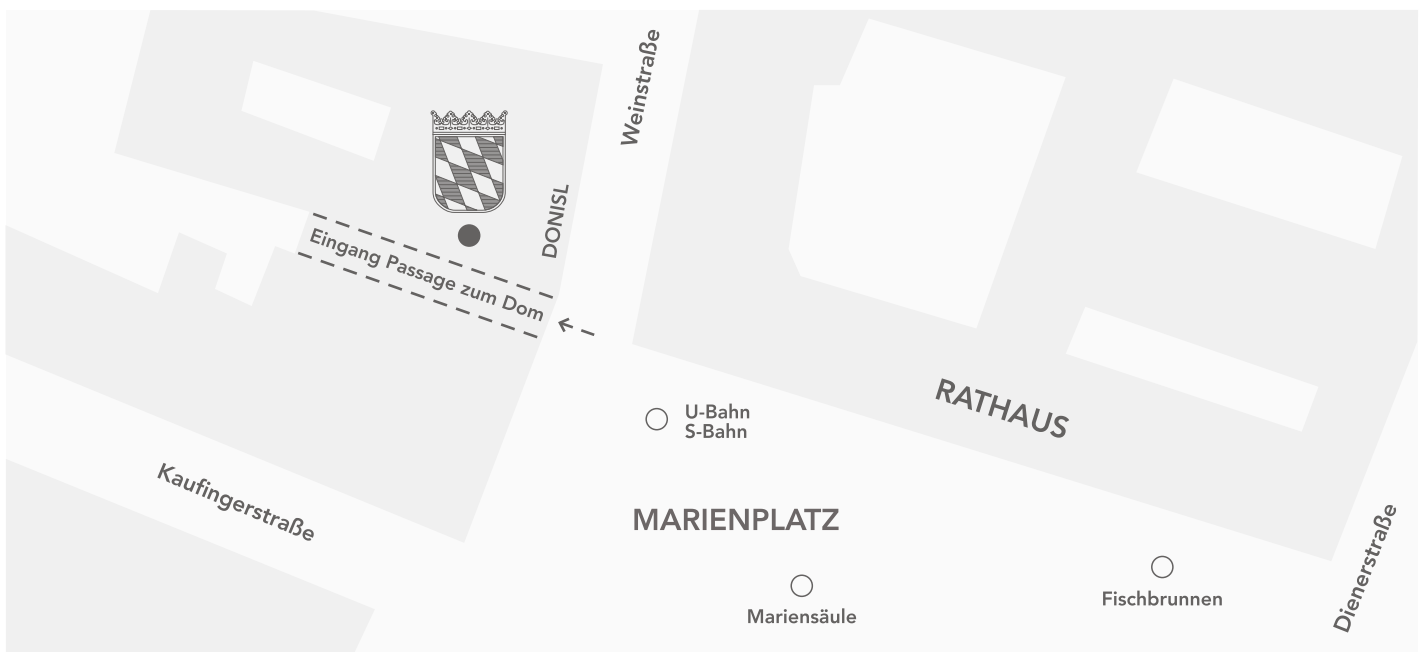 Weinstraße
DONISL
Eingang Passage zum Dom
RATHAUS
U-Bahn
S-Bahn
Kaufingerstraße
MARIENPLATZ
Mariensäule
Fischbrunnen
Dienerstraße